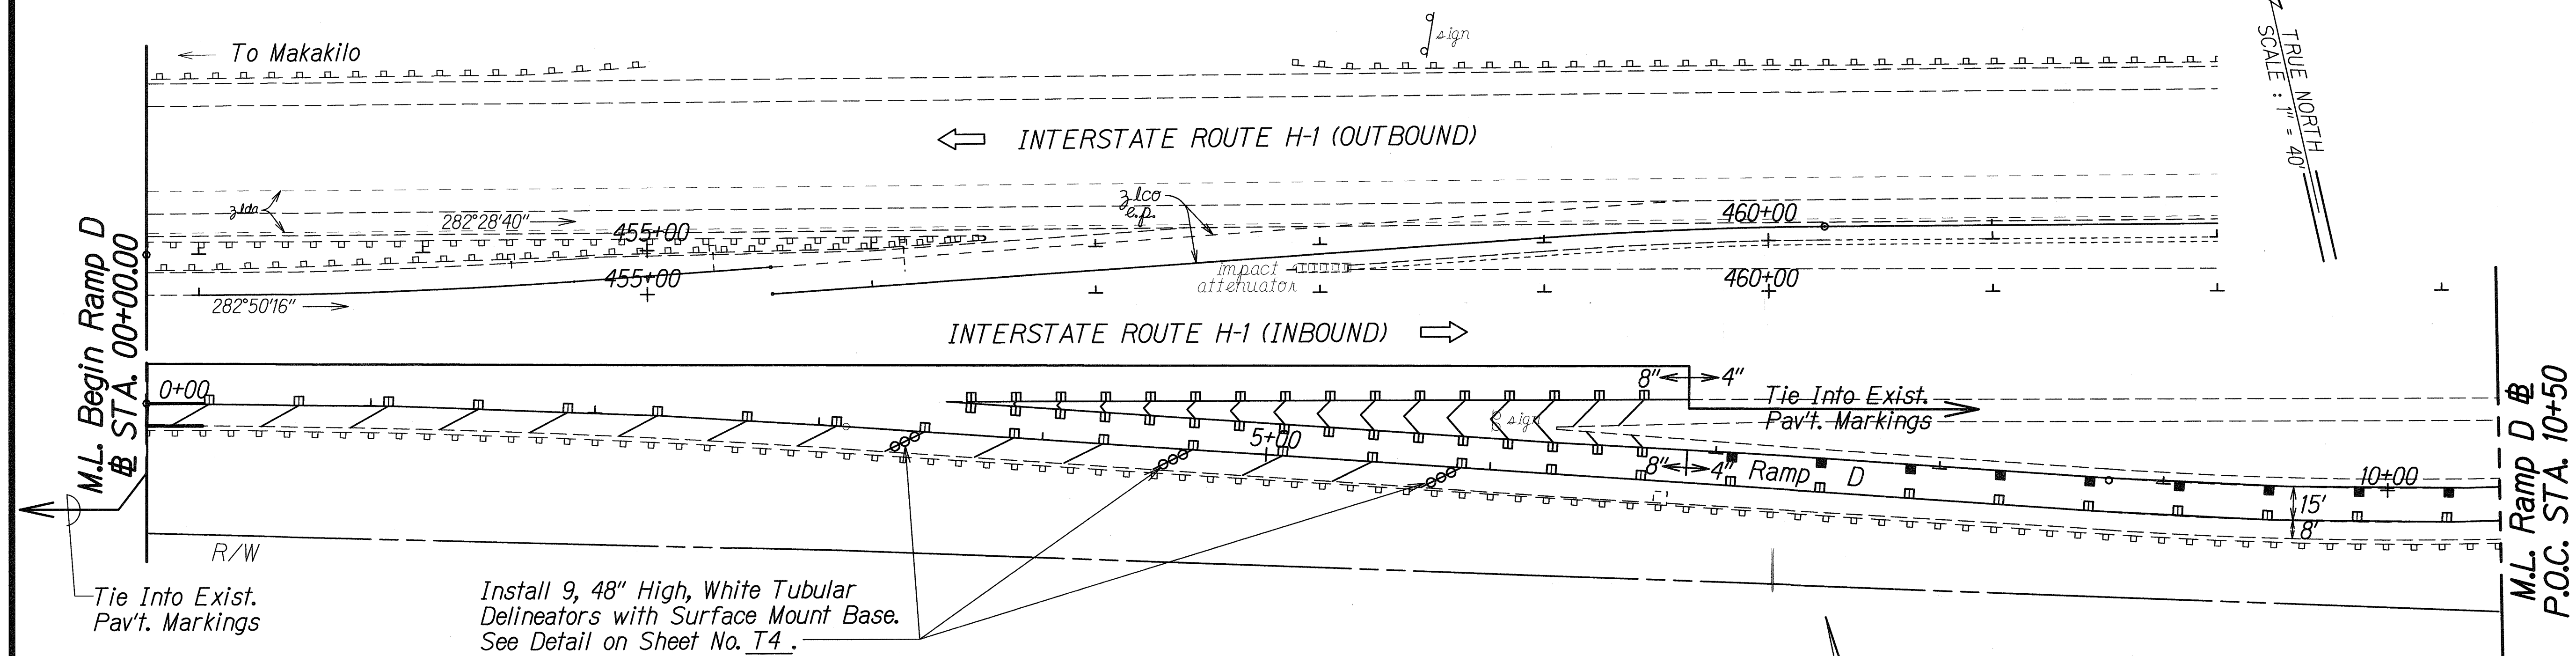 To Makakilo
sign
TRUE NORTH
SCALE : 1" = 40'
INTERSTATE ROUTE H-1 (OUTBOUND)
282°28'40"
455+00
e.p.
460+00
455+00
impact
attenuator
460+00
282°50'16"
INTERSTATE ROUTE H-1 (INBOUND)
M.L. Begin Ramp D
STA. 00+00.00
0+00
8" 4"
Tie Into Exist.
Pav't. Markings
sign
5+00
8" 4"
Ramp D
10+00
15'
8'
M.L. Ramp D
P.O.C. STA. 10+50
R/W
Tie Into Exist.
Pav't. Markings
Install 9, 48" High, White Tubular
Delineators with Surface Mount Base.
See Detail on Sheet No. T4 .